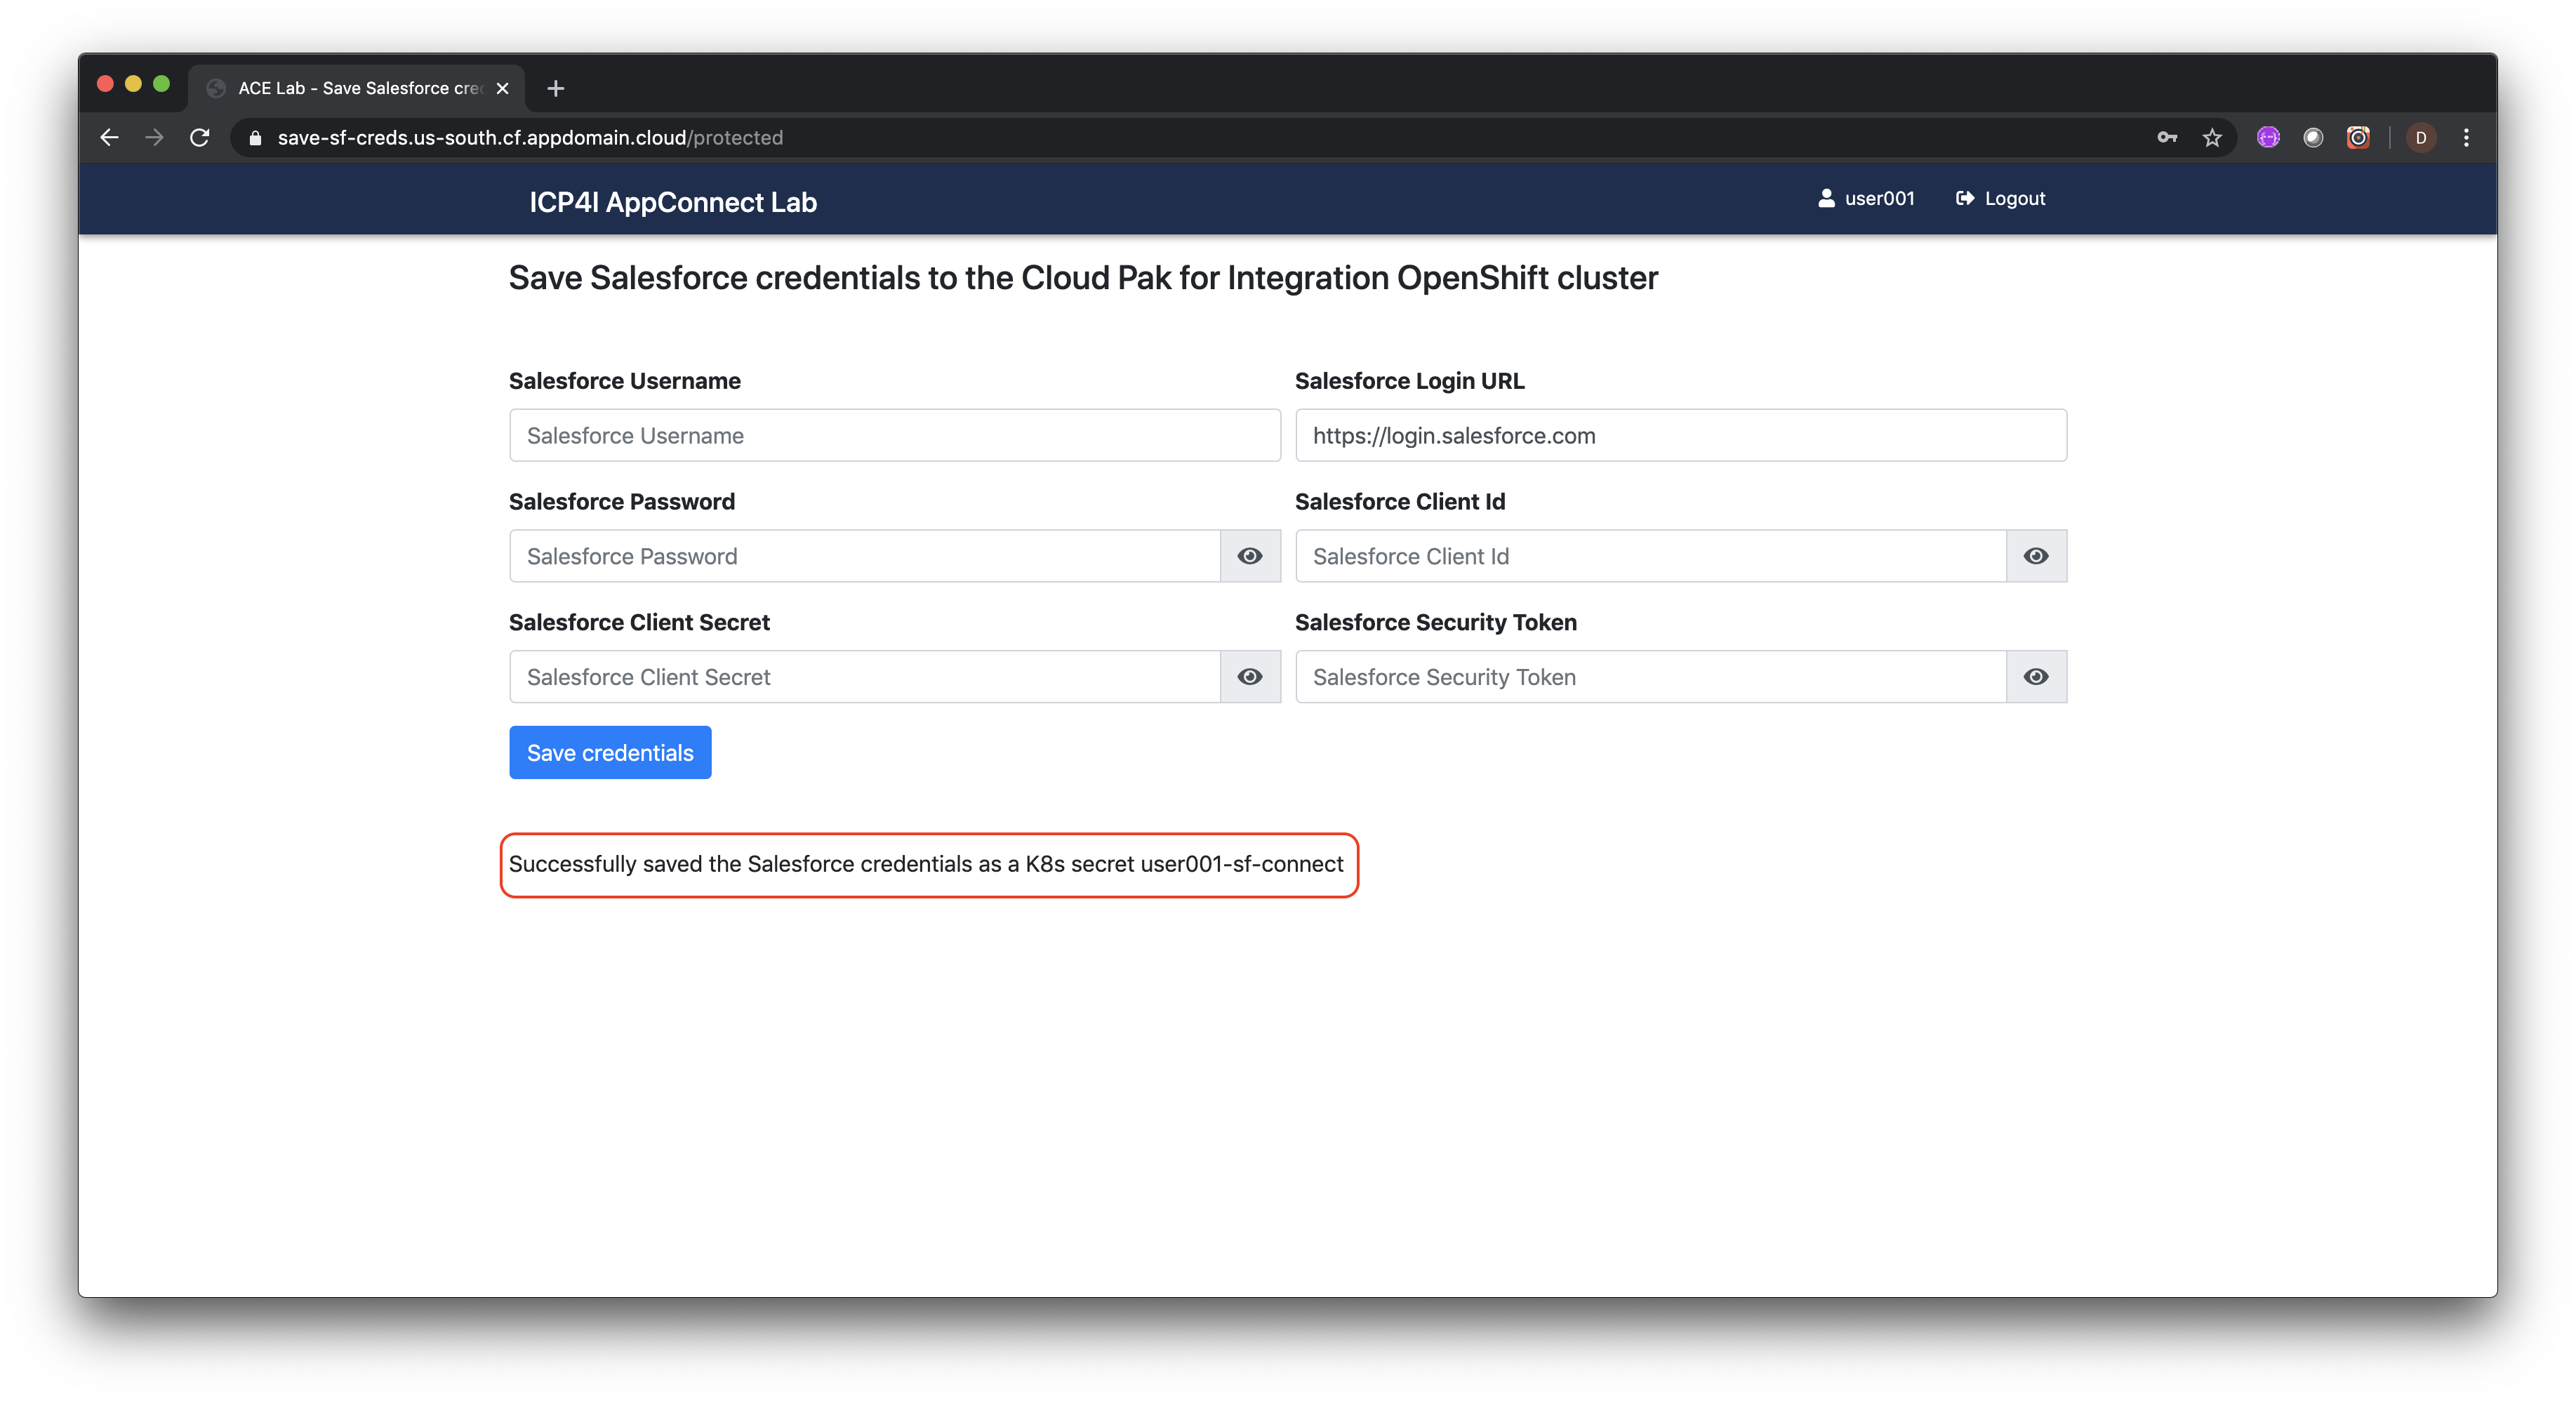 ACE Lab - Save Salesforce cre
save-sf-creds.us-south.cf.appdomain.cloud/protected
D
ICP4I AppConnect Lab
user001
Logout
Save Salesforce credentials to the Cloud Pak for Integration OpenShift cluster
Salesforce Username
Salesforce Login URL
Salesforce Username
https://login.salesforce.com
Salesforce Password
Salesforce Client Id
Salesforce Password
Salesforce Client Id
Salesforce Client Secret
Salesforce Security Token
Salesforce Client Secret
Salesforce Security Token
Save credentials
Successfully saved the Salesforce credentials as a K8s secret user001-sf-connect